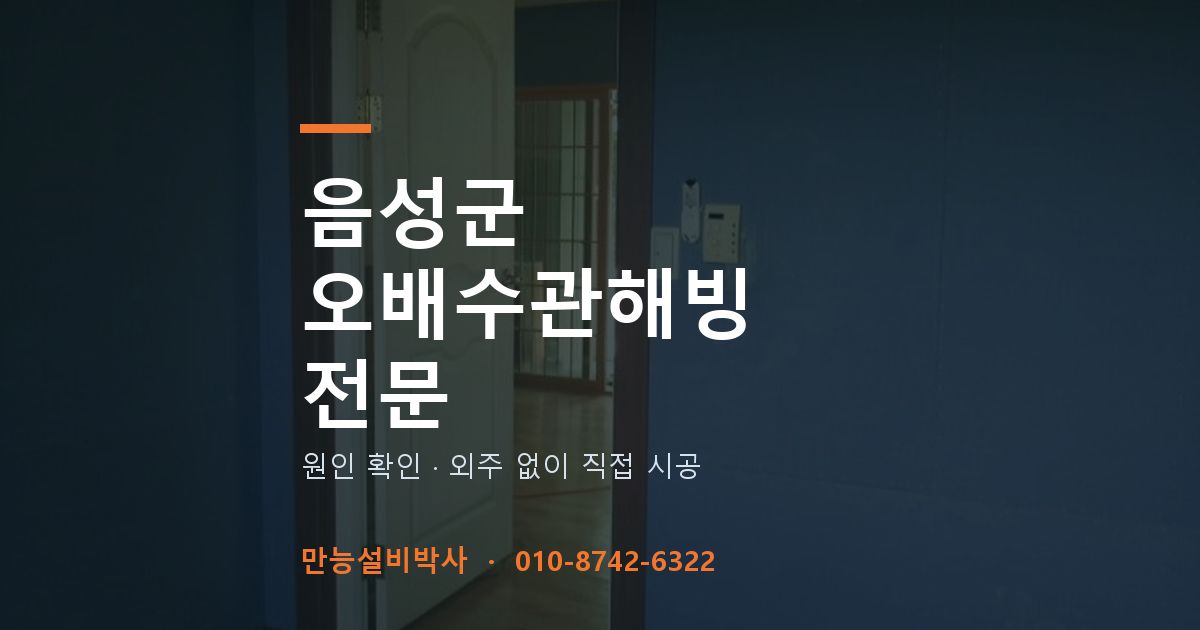 음성군
오배수관해빙
전문
원인 확인 · 외주 없이 직접 시공
만능설비박사 · 010-8742-6322